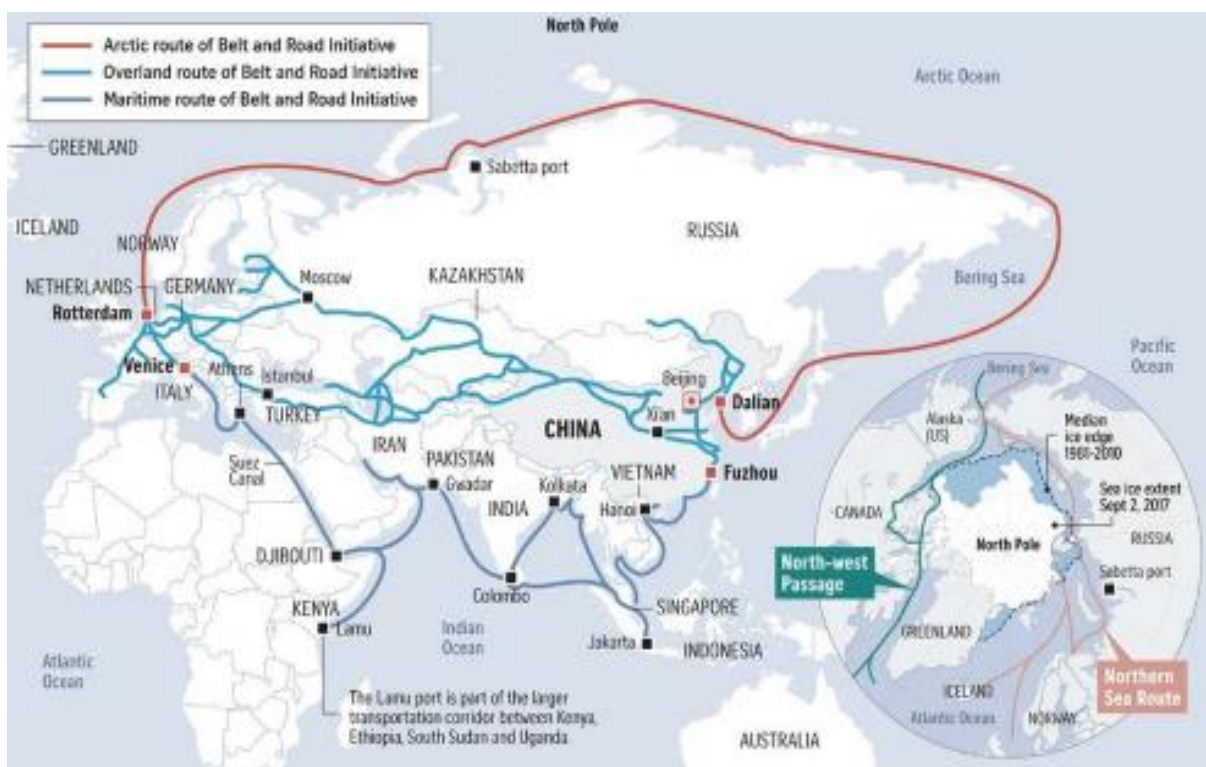 North Pole
Arctic route of Belt and Road Initiative
Overland route of Belt and Road Initiative
Maritime route of Belt and Road Initiative
Arctic Ocean
GREENLAND
Sabetta port
ICELAND
NORWAY
RUSSIA
NETHERLANDS
GERMANY
Moscow
KAZAKHSTAN
Bering Sea
Rotterdam
Venice
Athens
Istanbul
ITALY
TURKEY
Beijing
Dalian
Xian
CHINA
Pacific
Ocean
IRAN
PAKISTAN
Suez
Canal
Gwadar
INDIA
Kolkata
VIETNAM
Hanoi
Fuzhou
DJIBOUTI
Colombo
SINGAPORE
KENYA
Lamu
Indian
Ocean
Jakarta
INDONESIA
Atlantic
Ocean
The Lamu port is part of the larger
transportation corridor between Kenya,
Ethiopia, South Sudan and Uganda
AUSTRALIA
Bering Sea
Alaska
(US)
Median
ice edge
1981-2010
Sea ice extent
Sept 2, 2017
CANADA
North Pole
RUSSIA
North-west
Passage
Sabetta port
GREENLAND
ICELAND
Atlantic Ocean
NORWAY
Northern
Sea Route